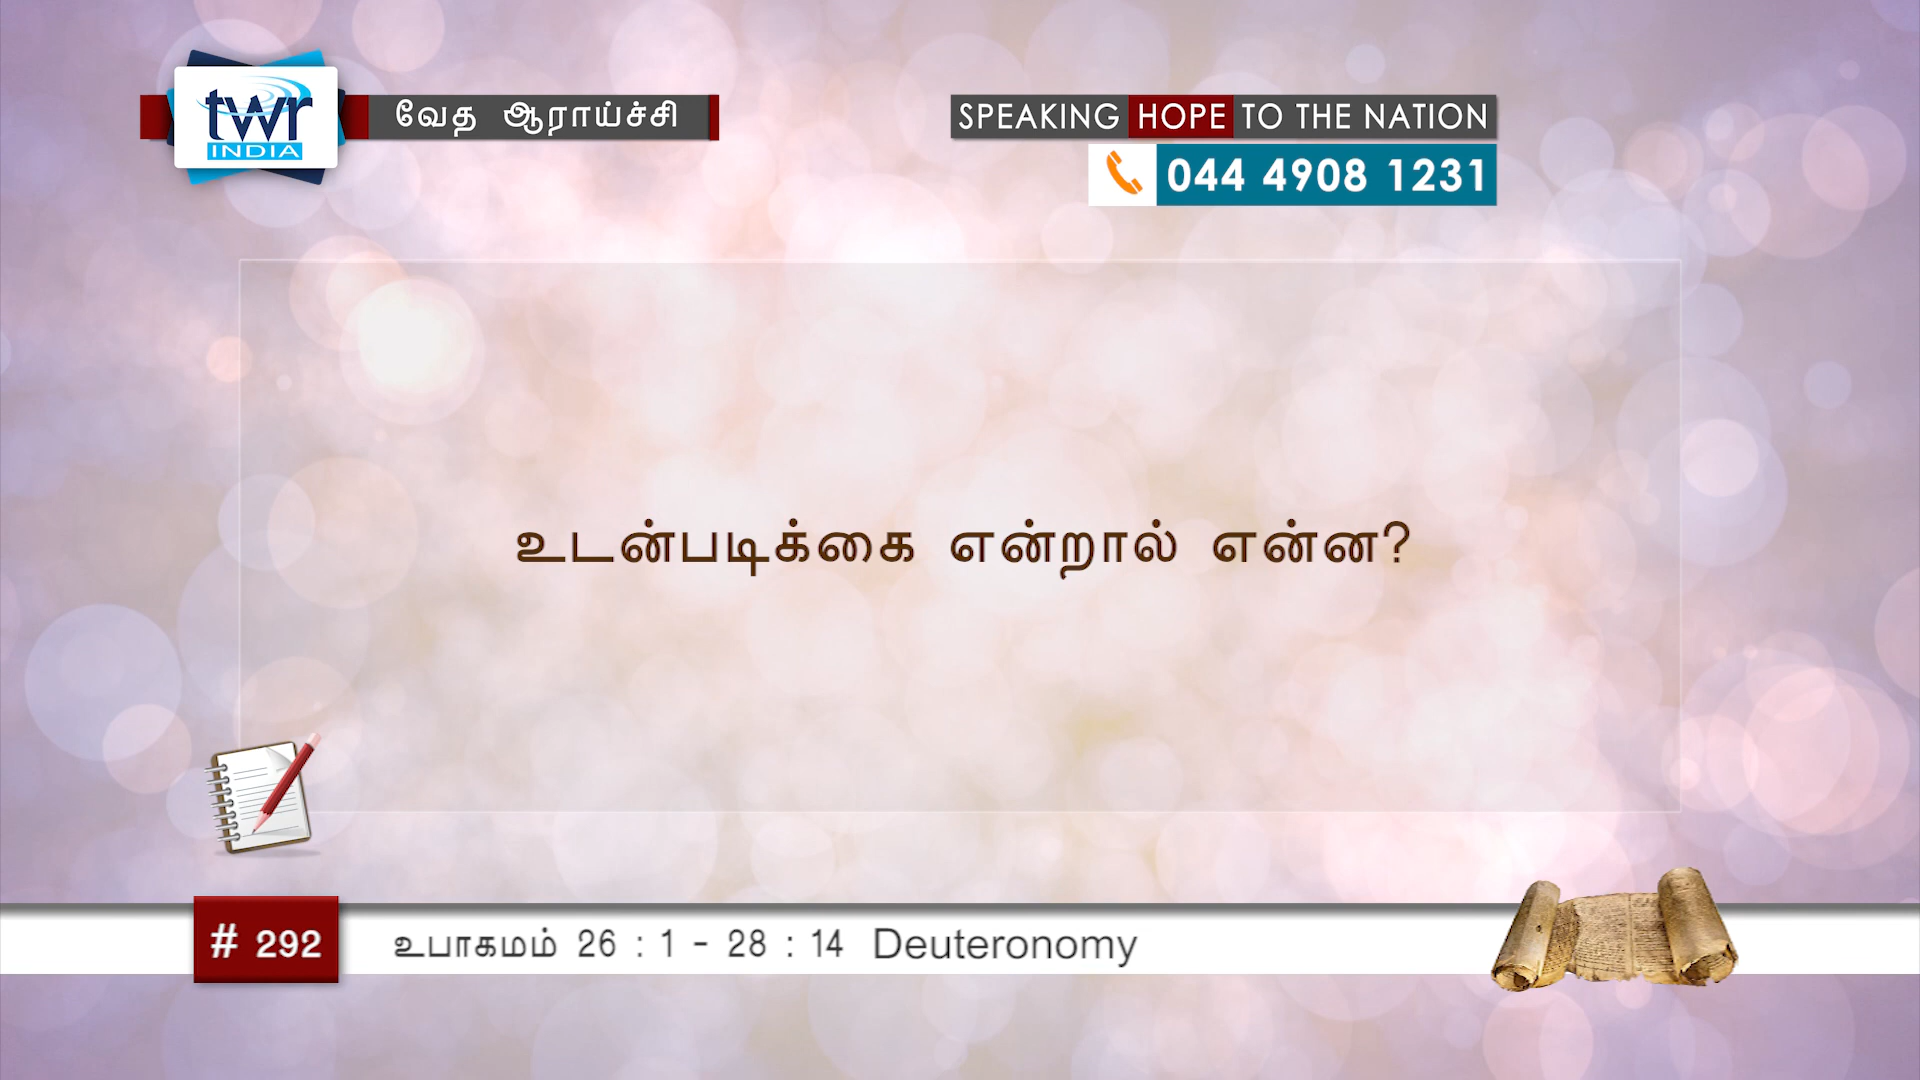 twr
INDIA
வேத ஆராய்ச்சி
SPEAKING HOPE TO THE NATION
044 4908 1231
உடன்படிக்கை என்றால் என்ன?
# 292
உபாகமம் 26 : 1 - 28 : 14 Deuteronomy